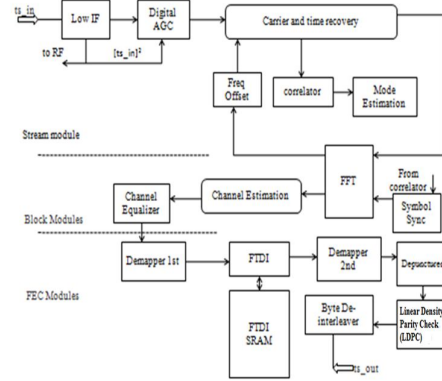 ts_in
Low IF
Digital
AGC
Carrier and time recovery
to RF
[ts_in]²
Freq
Offset
correlator
Mode
Estimation
Stream module
FFT
From
correlator
Channel Estimation
Channel
Equalizer
Symbol
Sync
Block Modules
Demapper 1st
FTDI
Demapper
2nd
Depunctured
FEC Modules
FTDI
SRAM
Byte De-
interleaver
Linear Density
Parity Check
(LDPC)
ts_out